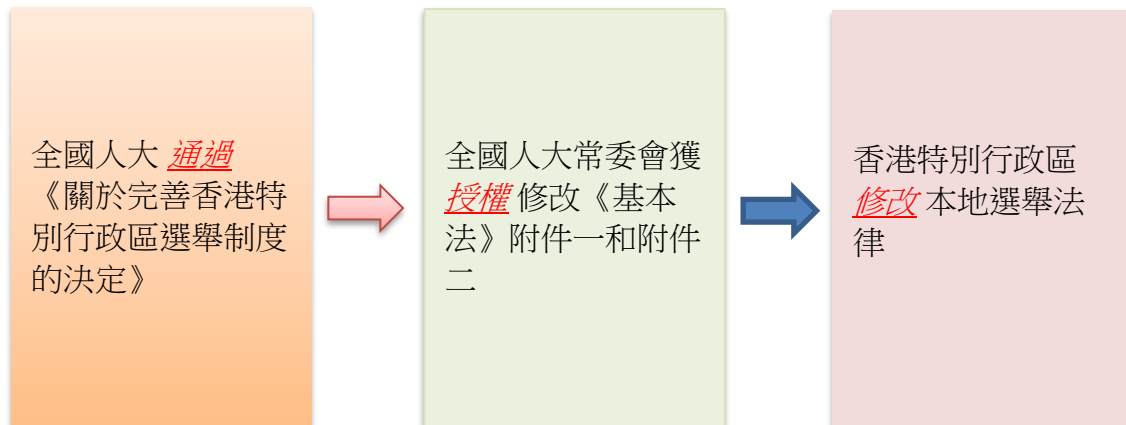 全國人大 通過
《關於完善香港特
別行政區選舉制度
的決定》
全國人大常委會獲
授權 修改《基本
法》附件一和附件
二
香港特別行政區
修改 本地選舉法
律